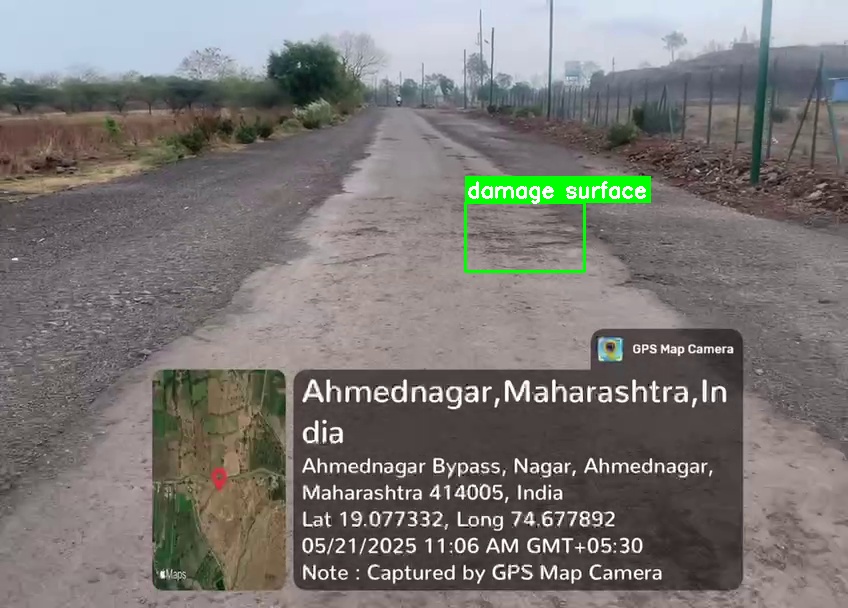 damage surface
GPS Map Camera
Ahmednagar,Maharashtra,In
dia
Ahmednagar Bypass, Nagar, Ahmednagar,
Maharashtra 414005, India
Lat 19.077332, Long 74.677892
05/21/2025 11:06 AM GMT+05:30
Note : Captured by GPS Map Camera
Maps